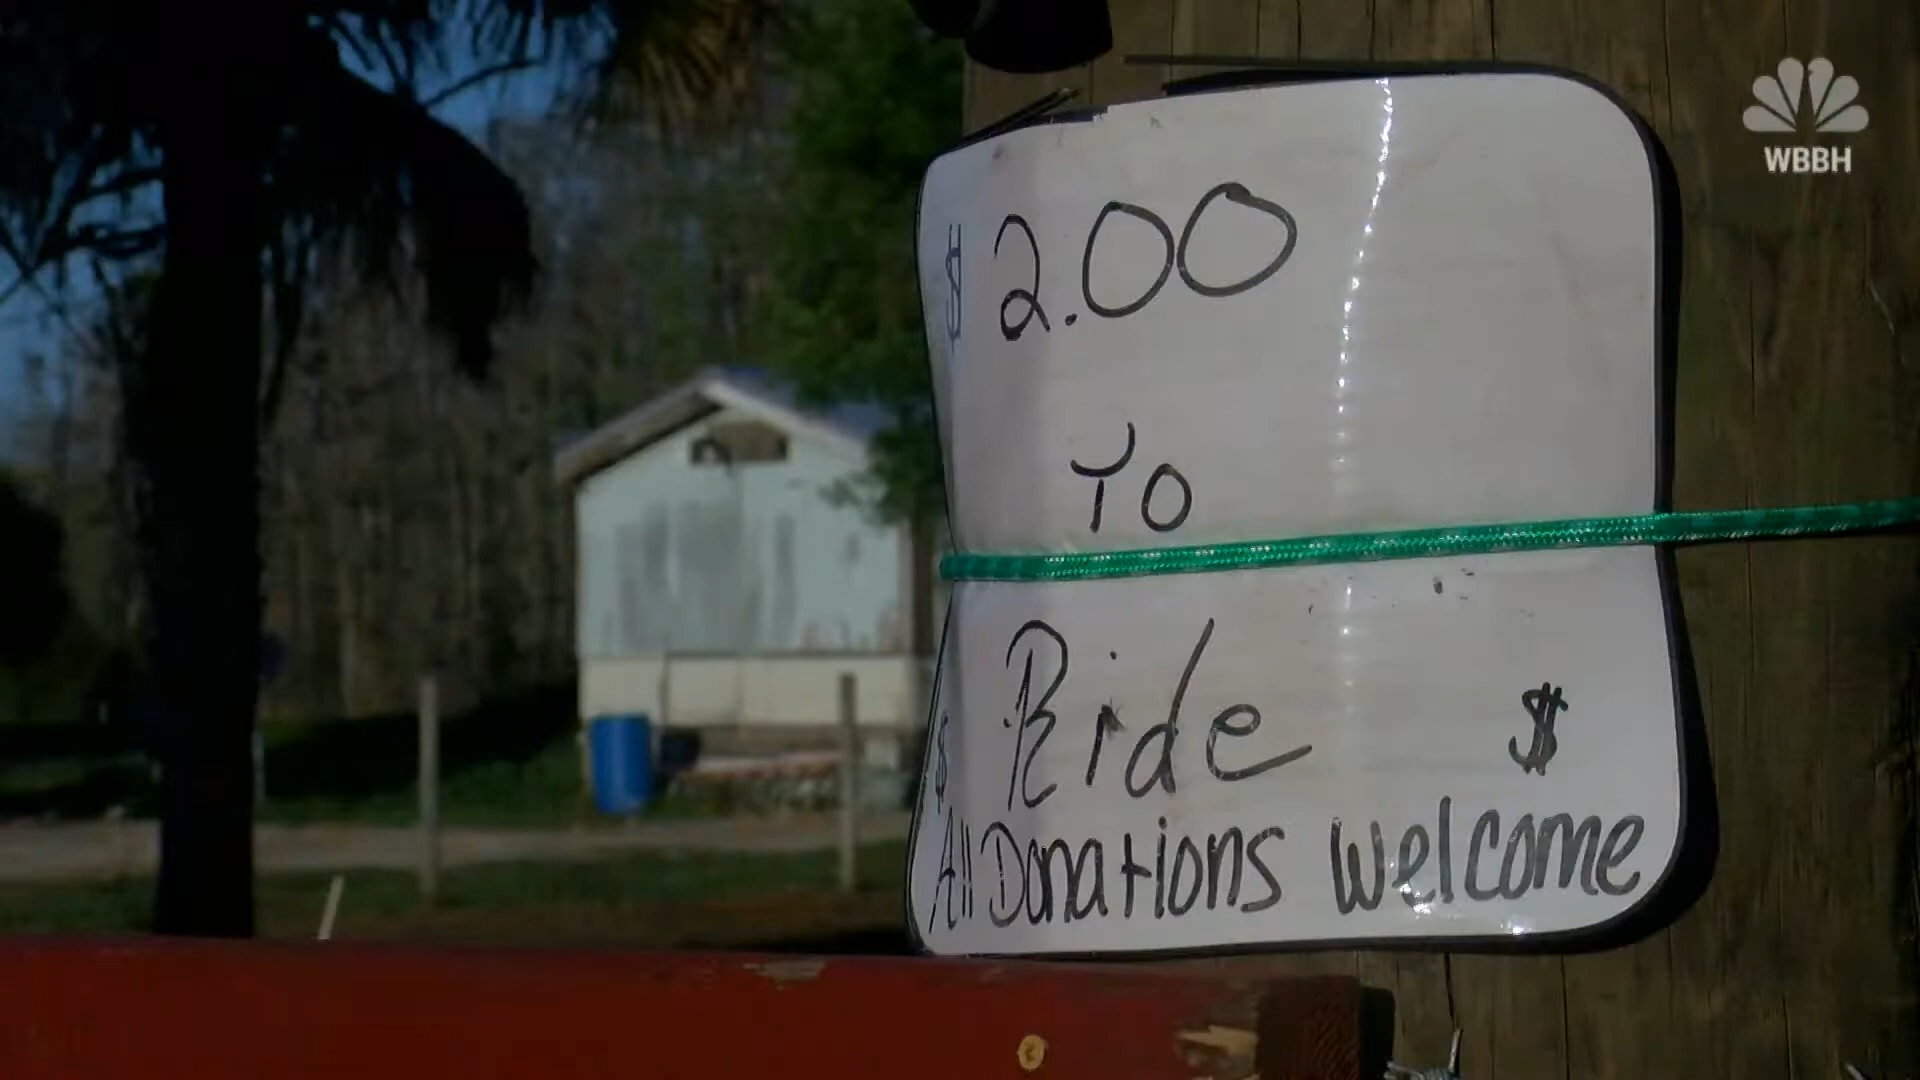 WBBH
$ 2.00
To
Ride $
$
All Donations Welcome